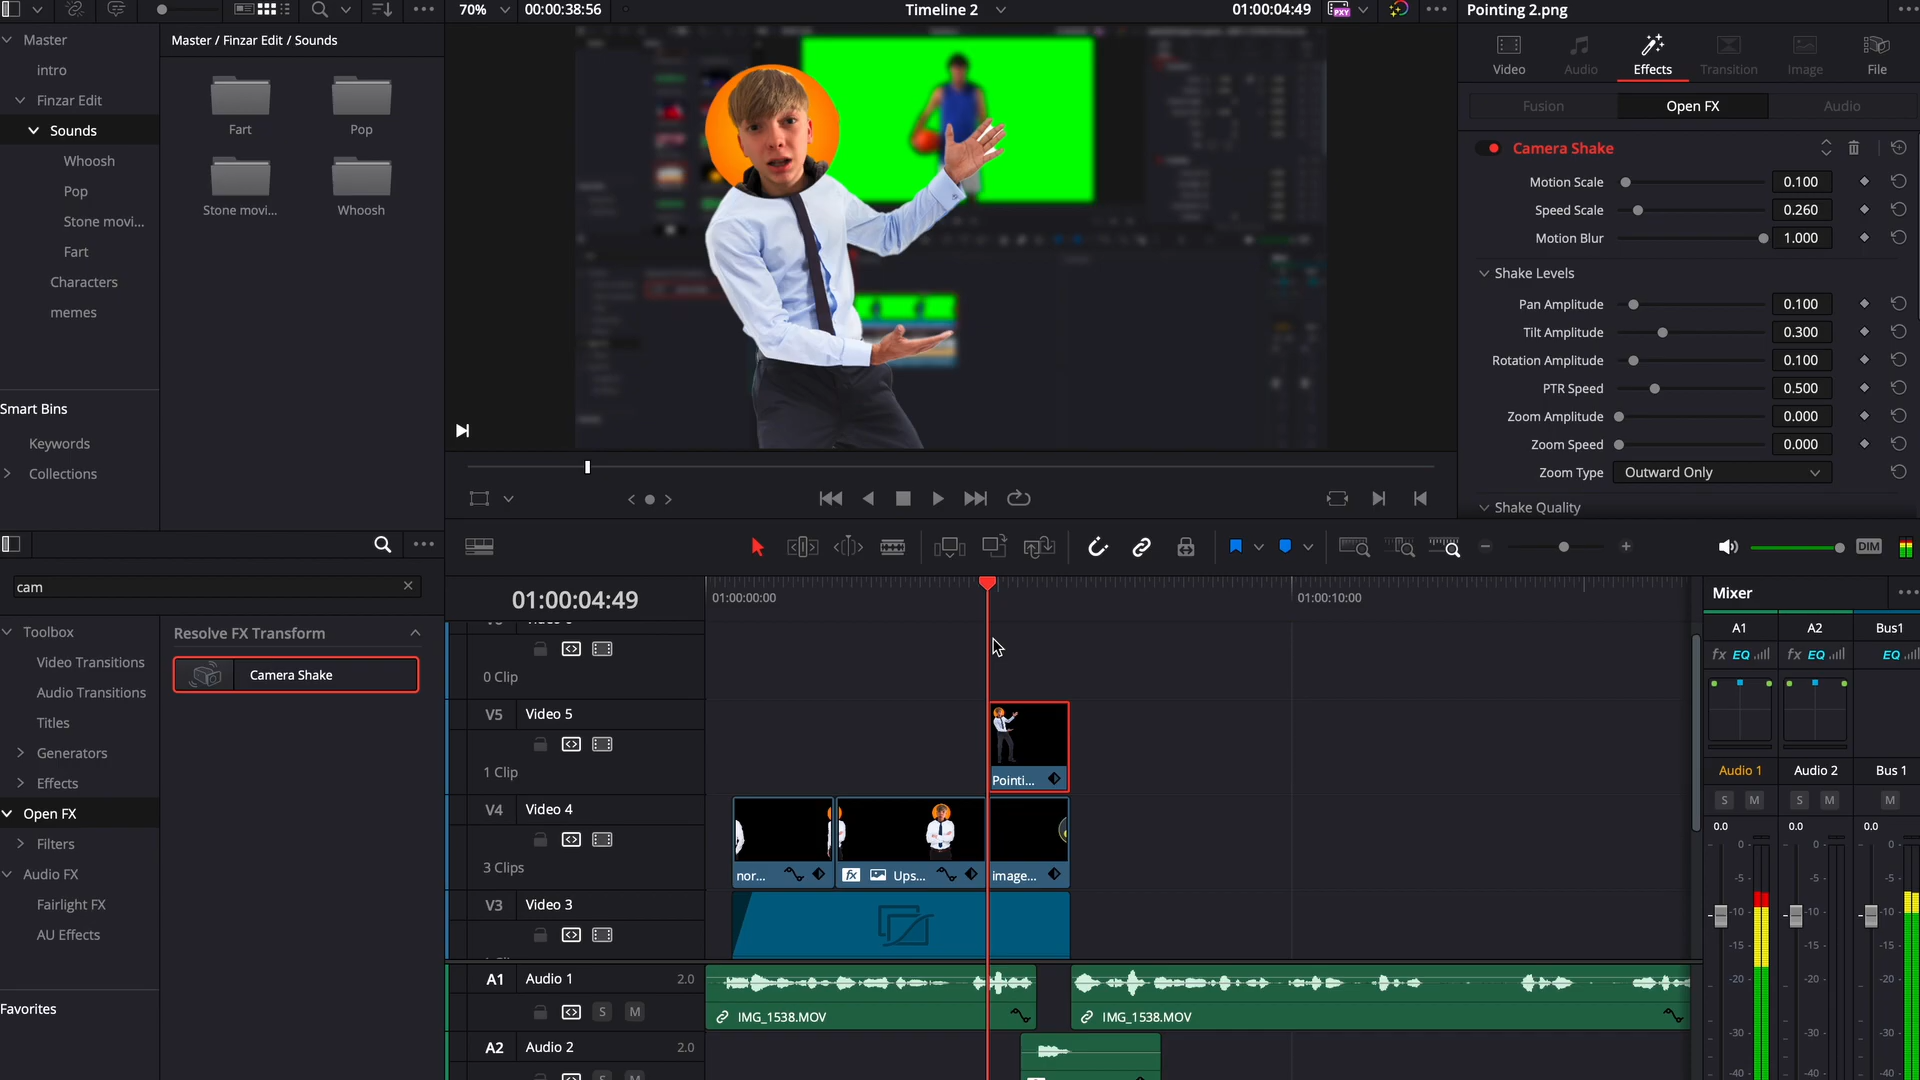 70%
00:00:38:56
Timeline 2
01:00:04:49
PXY
Pointing 2.png
Master
intro
Finzar Edit
Sounds
Whoosh
Pop
Stone movi...
Fart
Characters
memes
Smart Bins
Keywords
Collections
Master / Finzar Edit / Sounds
Fart
Pop
Stone movi...
Whoosh
Video
Audio
Effects
Transition
Image
File
Fusion
Open FX
Audio
Camera Shake
Motion Scale 0.100
Speed Scale 0.260
Motion Blur 1.000
Shake Levels
Pan Amplitude 0.100
Tilt Amplitude 0.300
Rotation Amplitude 0.100
PTR Speed 0.500
Zoom Amplitude 0.000
Zoom Speed 0.000
Zoom Type Outward Only
Shake Quality
DIM
cam
Toolbox
Video Transitions
Audio Transitions
Titles
Generators
Effects
Open FX
Filters
Audio FX
Fairlight FX
AU Effects
Favorites
Resolve FX Transform
Camera Shake
01:00:04:49
01:00:00:00
01:00:10:00
0 Clip
V5 Video 5
1 Clip
Pointi...
V4 Video 4
3 Clips
nor...
fx Ups...
image...
V3 Video 3
A1 Audio 1 2.0
S M
IMG_1538.MOV
IMG_1538.MOV
A2 Audio 2 2.0
Mixer
A1 A2 Bus1
fx EQ fx EQ EQ
Audio 1 Audio 2 Bus 1
S M S M M
0.0 0.0 0.0
0- 0- 0-
-5- -5- -5-
-10- -10- -10-
-15- -15- -15-
-20- -20- -20-
-30- -30- -30-
-40- -40- -40-